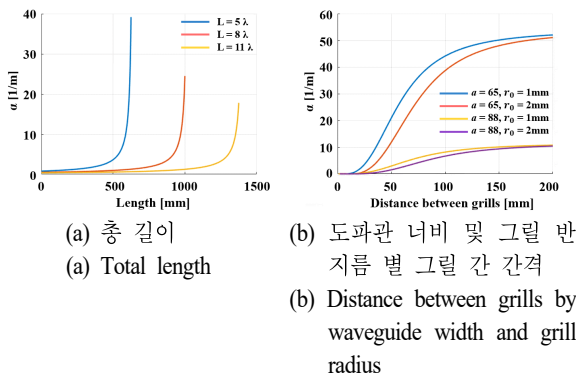 40
30
20
10
0
α [1/m]
0
500
1000
1500
Length [mm]
L = 5 λ
L = 8 λ
L = 11 λ
60
50
40
30
20
10
0
α [1/m]
0
50
100
150
200
Distance between grills [mm]
a = 65, r₀ = 1mm
a = 65, r₀ = 2mm
a = 88, r₀ = 1mm
a = 88, r₀ = 2mm
(a) 총 길이
(a) Total length
(b) 도파관 너비 및 그릴 반
지름 별 그릴 간 간격
(b) Distance between grills by
waveguide width and grill
radius